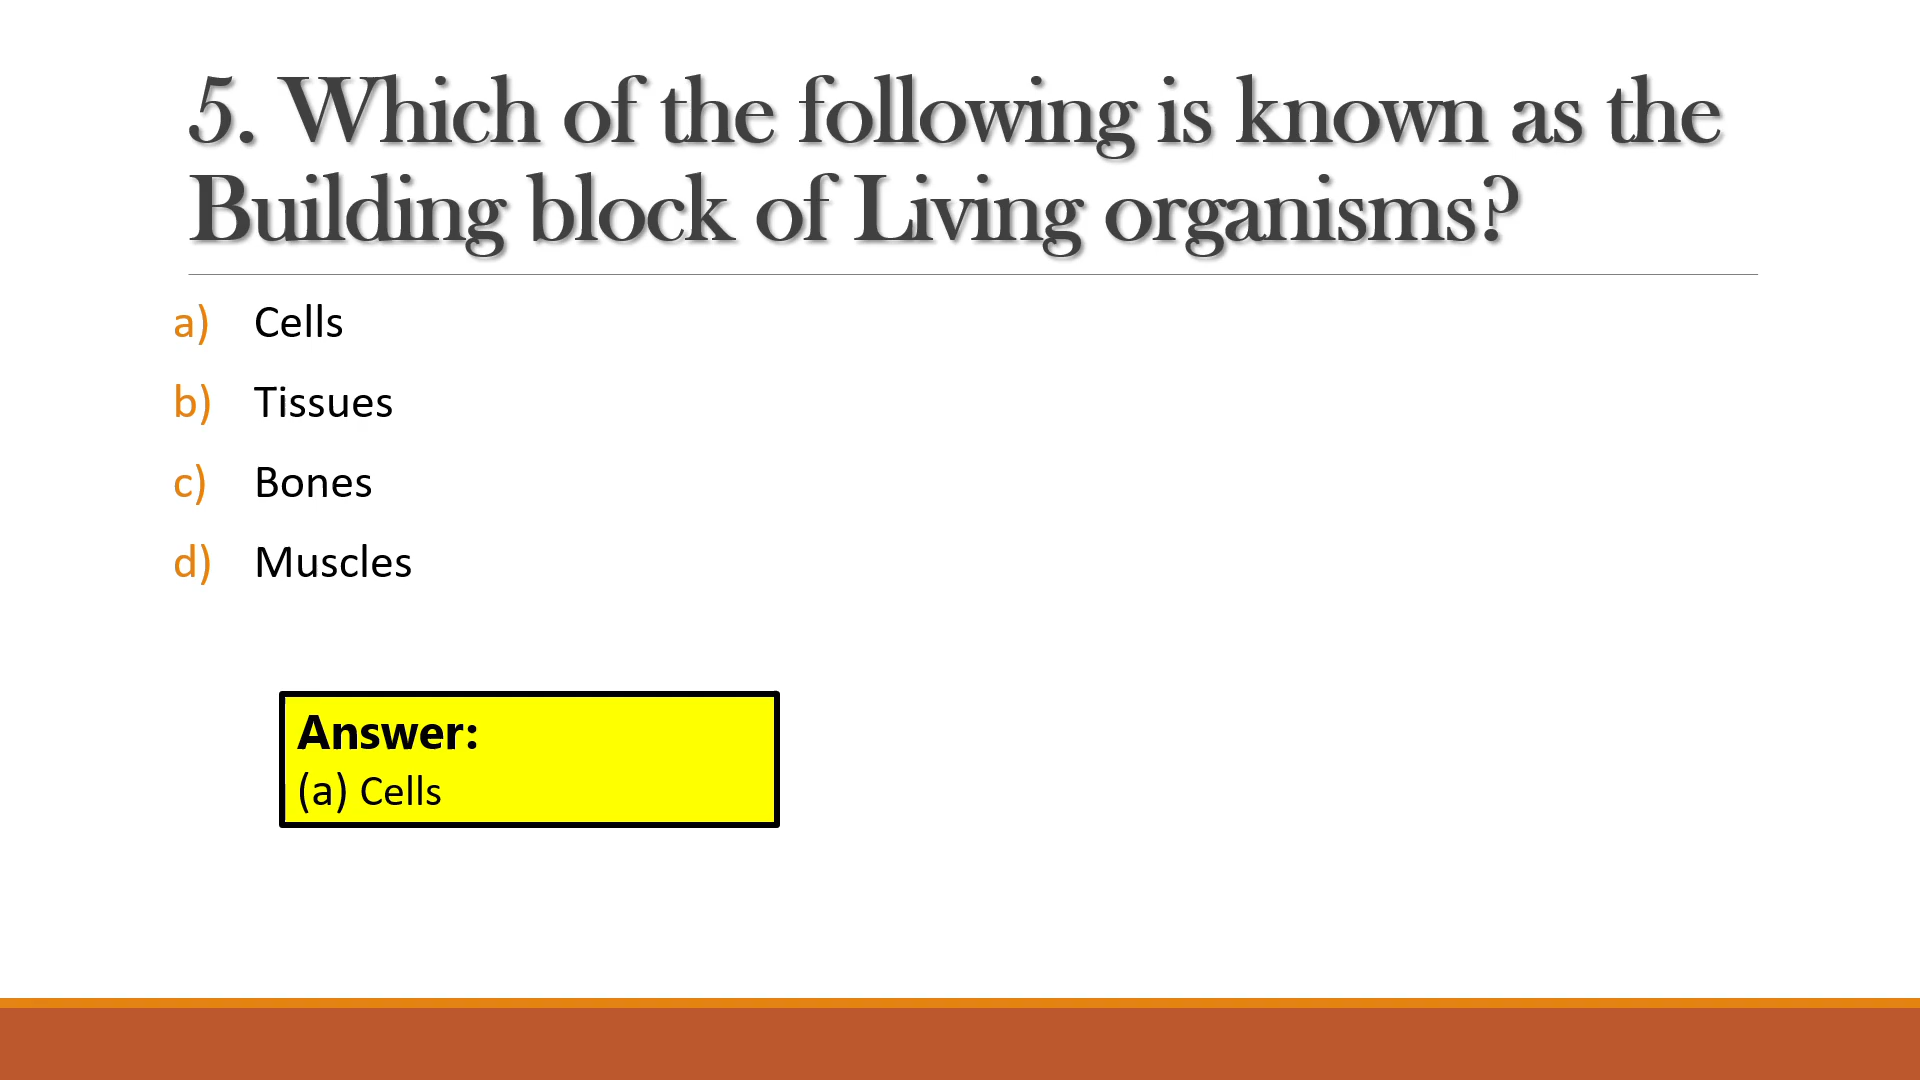 5. Which of the following is known as the
Building block of Living organisms?
a) Cells
b) Tissues
c) Bones
d) Muscles
Answer:
(a) Cells